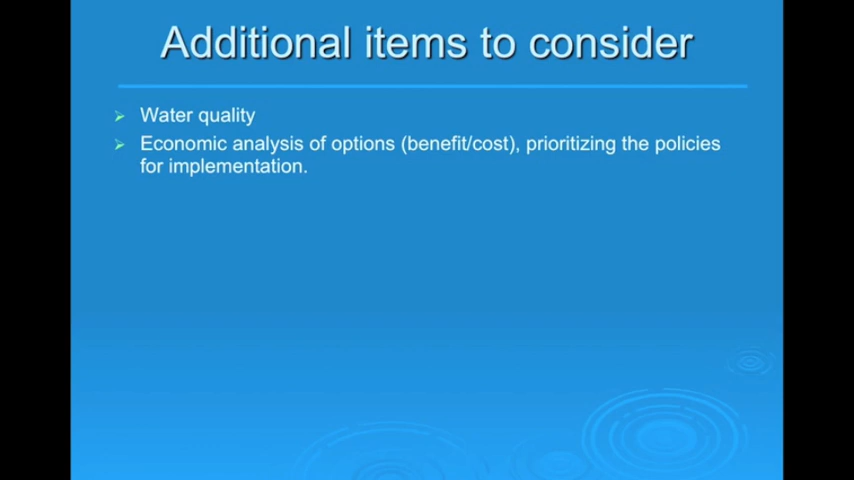 Additional items to consider
Water quality
Economic analysis of options (benefit/cost), prioritizing the policies
for implementation.